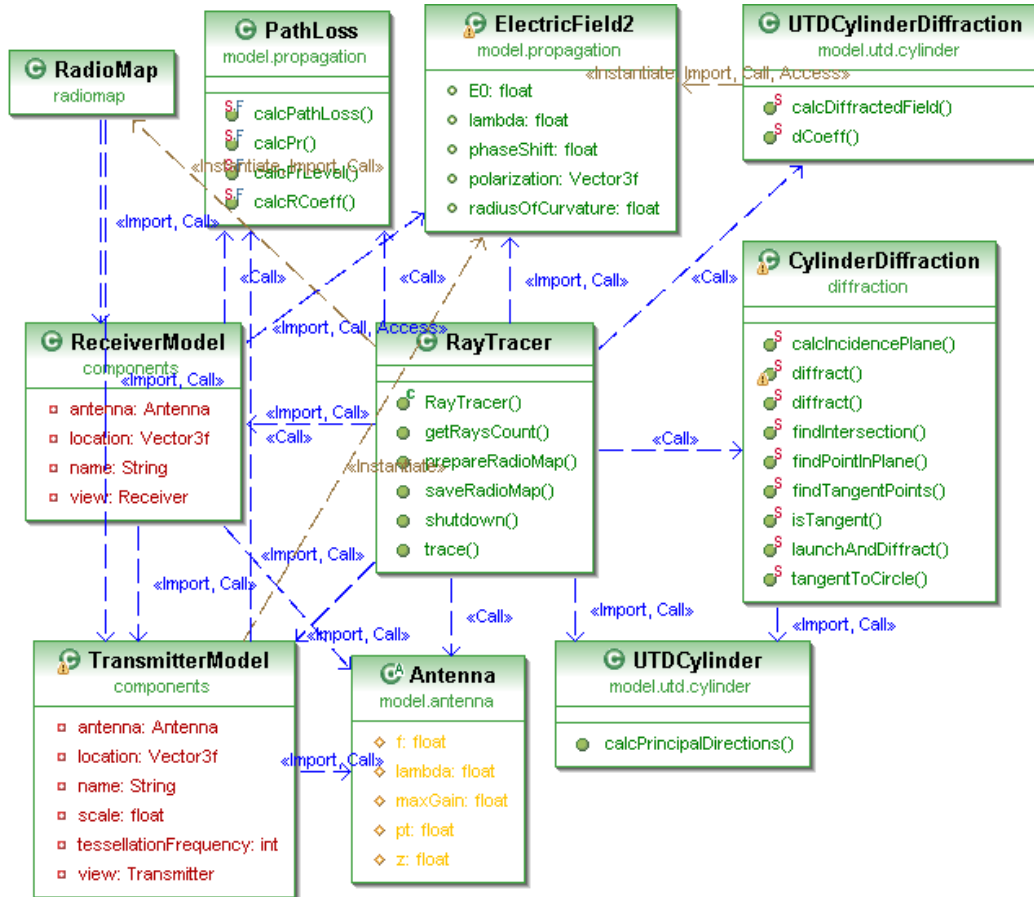 RadioMap
radiomap
PathLoss
model.propagation
calcPathLoss()
calcPr()
calcPrLevel()
calcRCoeff()
ElectricField2
model.propagation
E0: float
lambda: float
phaseShift: float
polarization: Vector3f
radiusOfCurvature: float
UTDCylinderDiffraction
model.utd.cylinder
calcDiffractedField()
dCoeff()
«Instantiate, Import, Call, Access»
«Instantiate, Import, Call»
«Import, Call»
«Call»
«Call»
«Import, Call»
«Call»
«Import, Call, Access»
ReceiverModel
components
antenna: Antenna
location: Vector3f
name: String
view: Receiver
«Import, Call»
«Import, Call»
«Call»
RayTracer
RayTracer()
getRaysCount()
prepareRadioMap()
saveRadioMap()
shutdown()
trace()
«Instantiate»
«Call»
CylinderDiffraction
diffraction
calcIncidencePlane()
diffract()
diffract()
findIntersection()
findPointInPlane()
findTangentPoints()
isTangent()
launchAndDiffract()
tangentToCircle()
«Import, Call»
«Import, Call»
«Import, Call»
«Call»
«Import, Call»
«Import, Call»
TransmitterModel
components
antenna: Antenna
location: Vector3f
name: String
scale: float
tessellationFrequency: int
view: Transmitter
«Import, Call»
Antenna
model.antenna
f: float
lambda: float
maxGain: float
pt: float
z: float
UTDCylinder
model.utd.cylinder
calcPrincipalDirections()